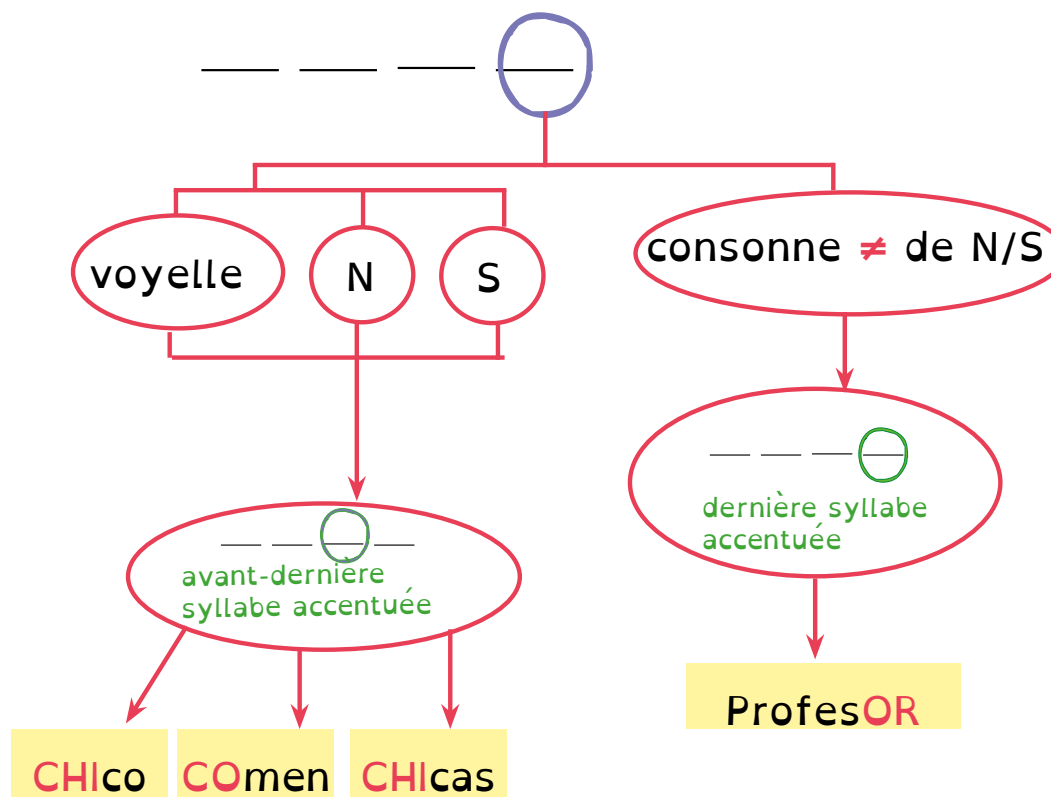 voyelle
N
S
consonne ≠ de N/S
avant-dernière
syllabe accentuée
dernière syllabe
accentuée
CHIco
COmen
CHIcas
ProfesOR